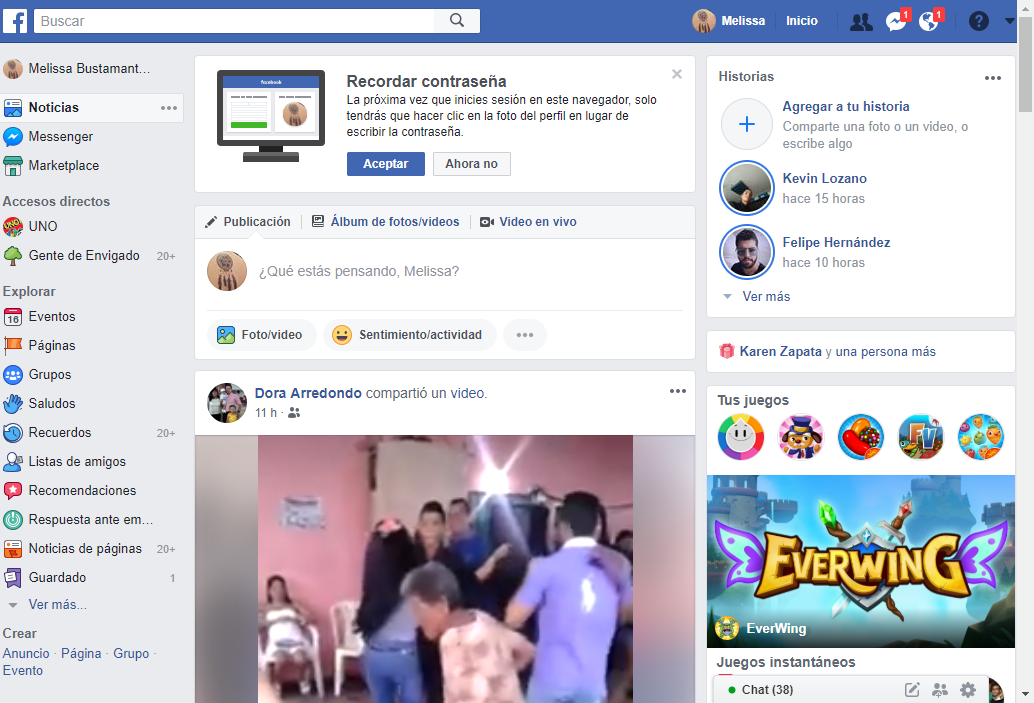 Buscar
Melissa
Inicio
1
1
?
Melissa Bustamant...
Noticias
Messenger
Marketplace
Accesos directos
UNO
Gente de Envigado 20+
Explorar
16 Eventos
Páginas
Grupos
Saludos
Recuerdos 20+
Listas de amigos
Recomendaciones
Respuesta ante em...
Noticias de páginas 20+
Guardado 1
Ver más...
Crear
Anuncio · Página · Grupo ·
Evento
facebook
Recordar contraseña
La próxima vez que inicies sesión en este navegador, solo
tendrás que hacer clic en la foto del perfil en lugar de
escribir la contraseña.
Aceptar
Ahora no
Publicación
Álbum de fotos/videos
Video en vivo
¿Qué estás pensando, Melissa?
Foto/video
Sentimiento/actividad
Dora Arredondo compartió un video.
11 h ·
Historias
Agregar a tu historia
Comparte una foto o un video, o
escribe algo
Kevin Lozano
hace 15 horas
Felipe Hernández
hace 10 horas
Ver más
Karen Zapata y una persona más
Tus juegos
FV
EVERWING
EverWing
Juegos instantáneos
Chat (38)